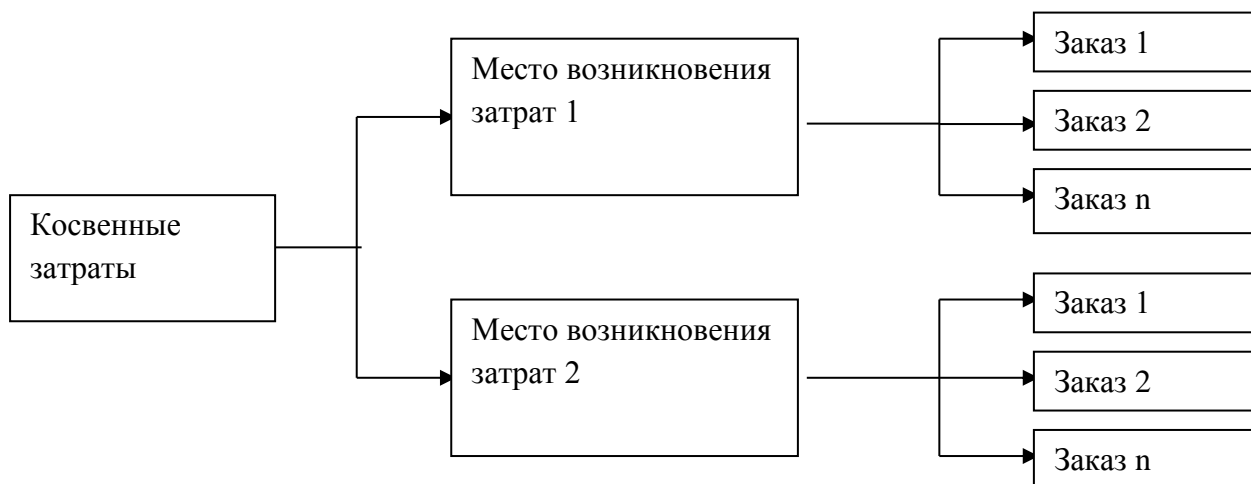 Косвенные
затраты
Место возникновения
затрат 1
Заказ 1
Заказ 2
Заказ n
Место возникновения
затрат 2
Заказ 1
Заказ 2
Заказ n